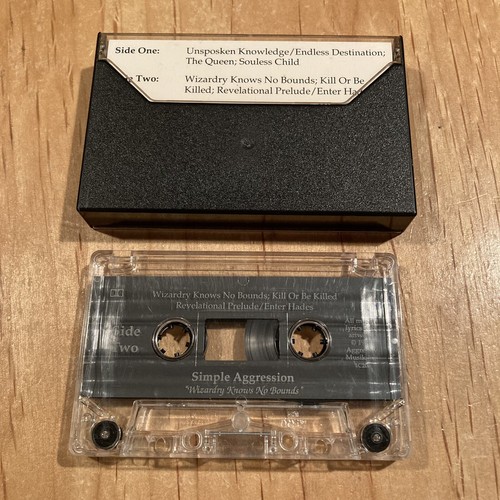 Side One: Unsposken Knowledge/Endless Destination;
The Queen; Souless Child
Two: Wizardry Knows No Bounds; Kill Or Be
Killed; Revelational Prelude/Enter Hades
Wizardry Knows No Bounds; Kill Or Be Killed
Revelational Prelude/Enter Hades
Side
Two
Simple Aggression
"Wizardry Knows No Bounds"